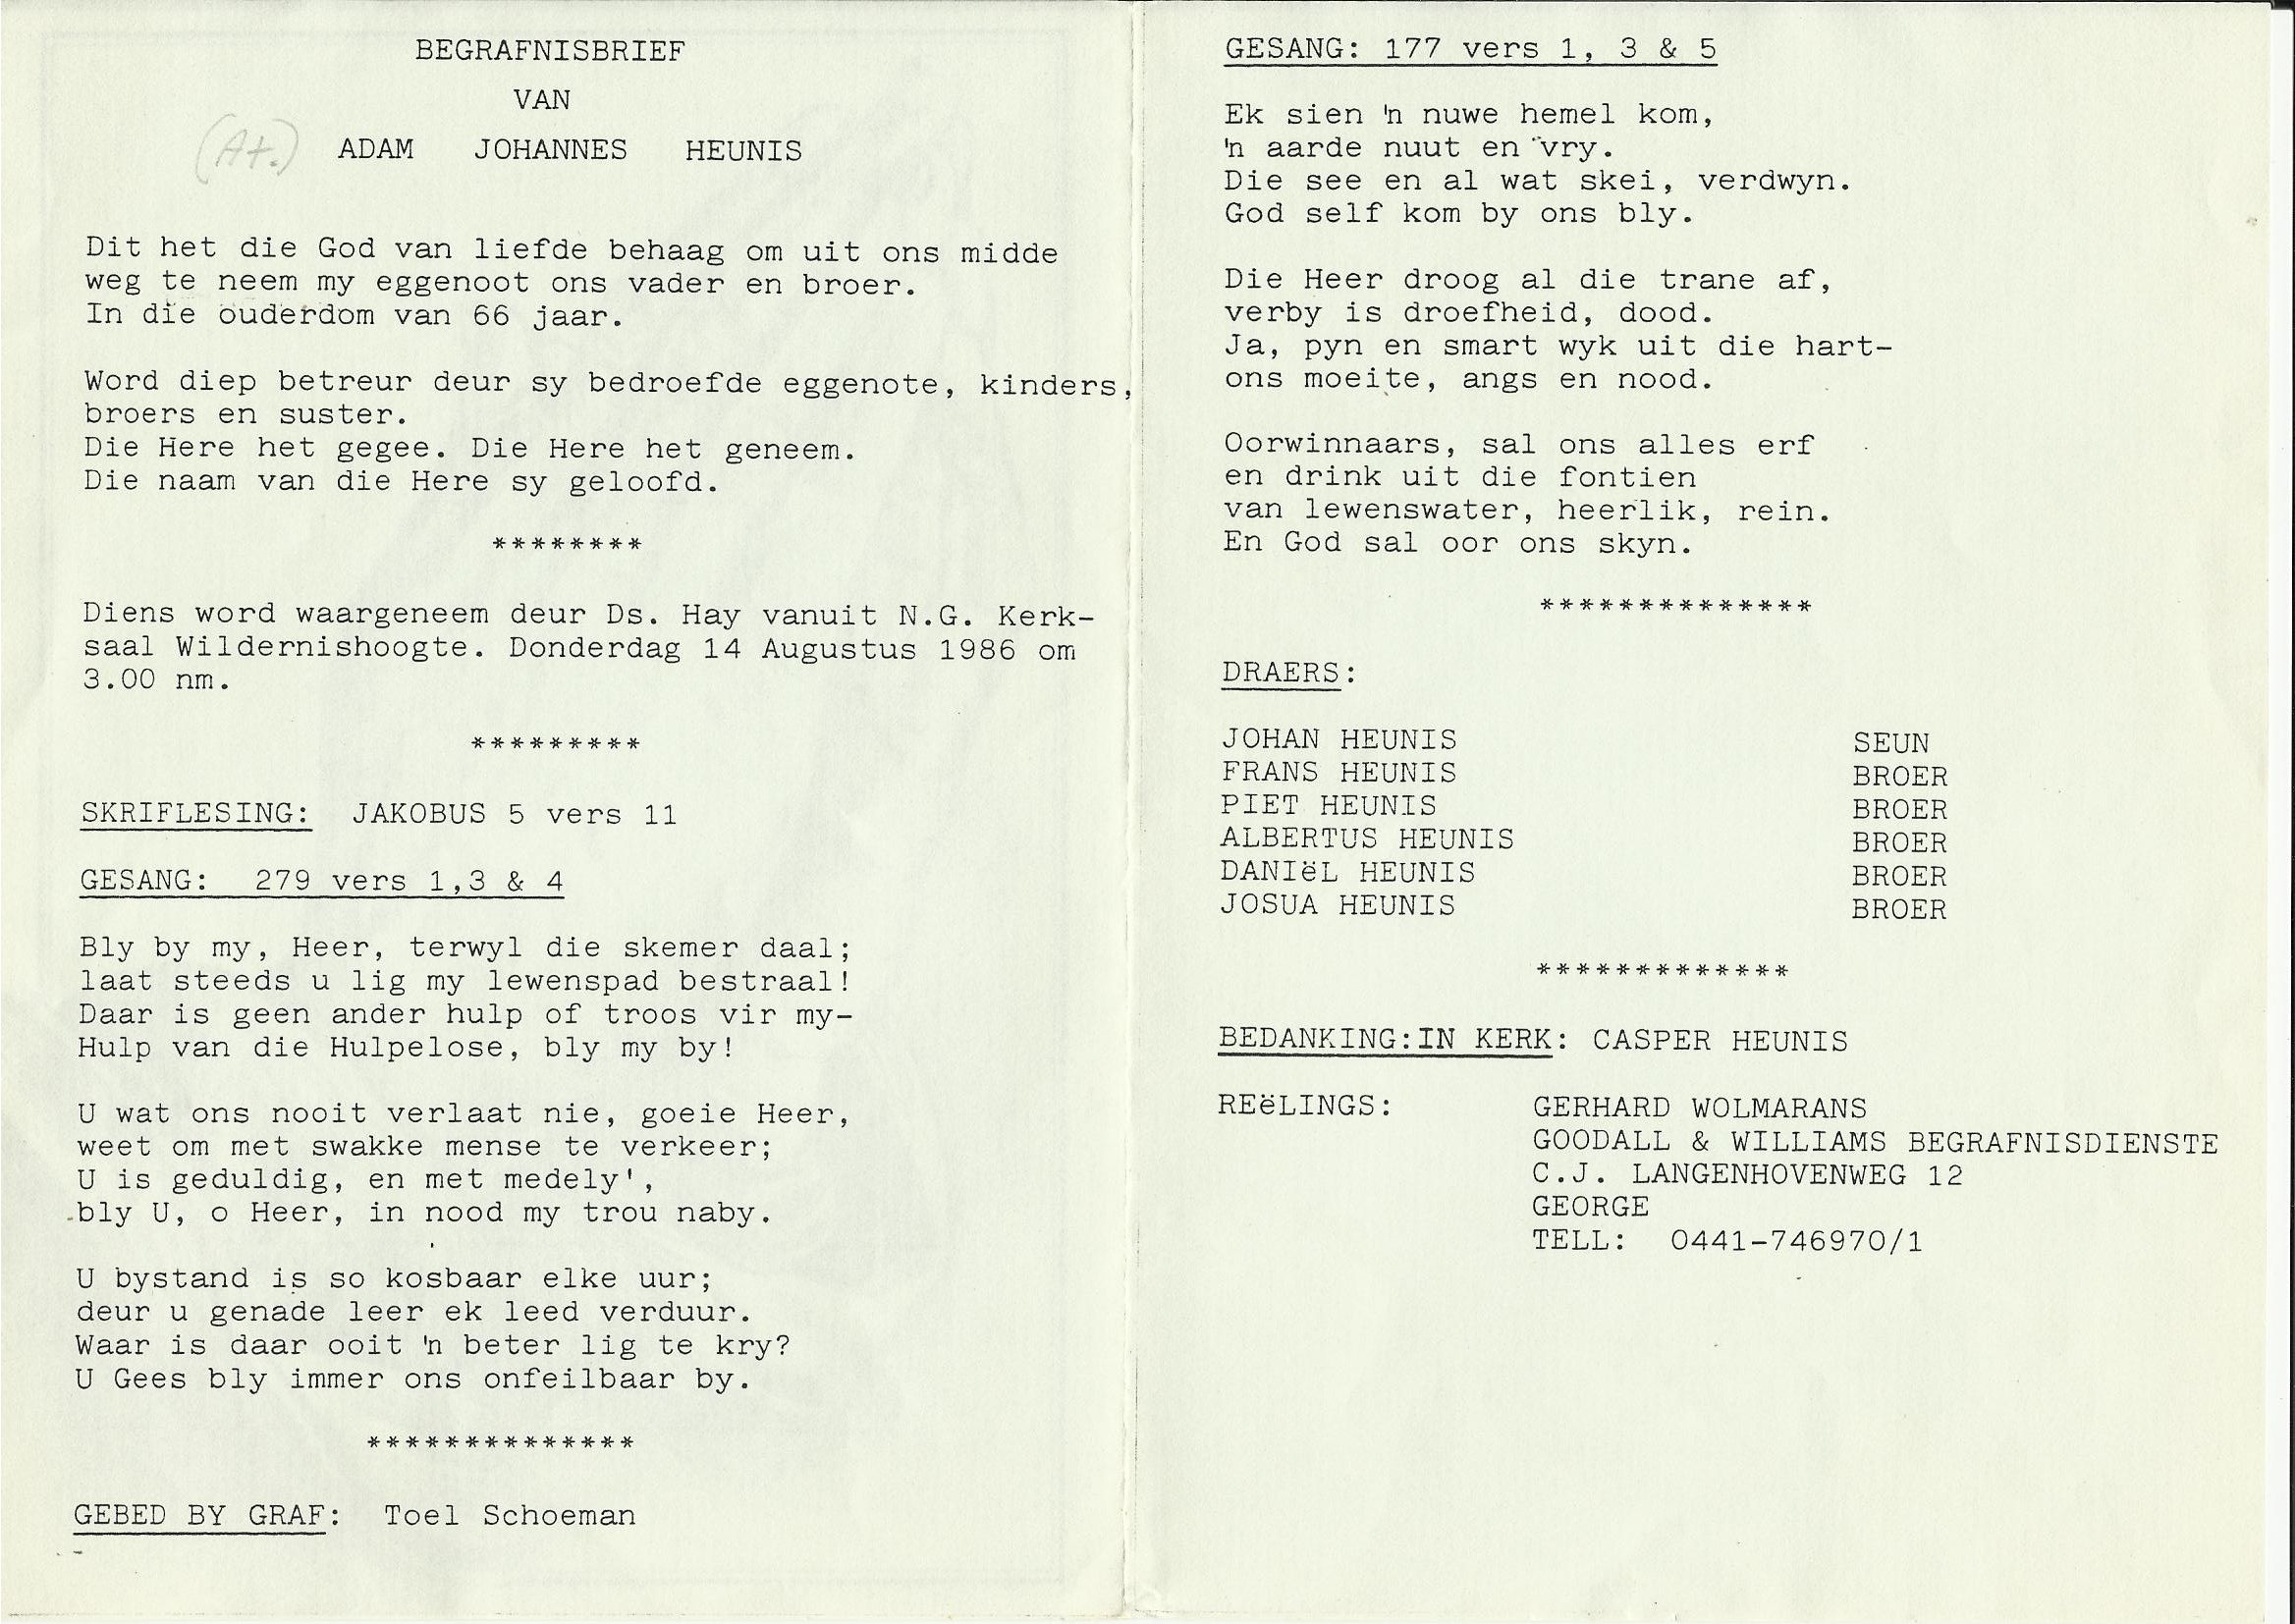 BEGRAFNISBRIEF
VAN
(At.) ADAM JOHANNES HEUNIS
Dit het die God van liefde behaag om uit ons midde
weg te neem my eggenoot ons vader en broer.
In die ouderdom van 66 jaar.
Word diep betreur deur sy bedroefde eggenote, kinders,
broers en suster.
Die Here het gegee. Die Here het geneem.
Die naam van die Here sy geloofd.
********
Diens word waargeneem deur Ds. Hay vanuit N.G. Kerk-
saal Wildernishoogte. Donderdag 14 Augustus 1986 om
3.00 nm.
*********
SKRIFLESING: JAKOBUS 5 vers 11
GESANG: 279 vers 1,3 & 4
Bly by my, Heer, terwyl die skemer daal;
laat steeds u lig my lewenspad bestraal!
Daar is geen ander hulp of troos vir my-
Hulp van die Hulpelose, bly my by!
U wat ons nooit verlaat nie, goeie Heer,
weet om met swakke mense te verkeer;
U is geduldig, en met medely',
bly U, o Heer, in nood my trou naby.
U bystand is so kosbaar elke uur;
deur u genade leer ek leed verduur.
Waar is daar ooit 'n beter lig te kry?
U Gees bly immer ons onfeilbaar by.
**************
GEBED BY GRAF: Toel Schoeman
GESANG: 177 vers 1, 3 & 5
Ek sien 'n nuwe hemel kom,
'n aarde nuut en vry.
Die see en al wat skei, verdwyn.
God self kom by ons bly.
Die Heer droog al die trane af,
verby is droefheid, dood.
Ja, pyn en smart wyk uit die hart-
ons moeite, angs en nood.
Oorwinnaars, sal ons alles erf
en drink uit die fontien
van lewenswater, heerlik, rein.
En God sal oor ons skyn.
**************
DRAERS:
JOHAN HEUNIS SEUN
FRANS HEUNIS BROER
PIET HEUNIS BROER
ALBERTUS HEUNIS BROER
DANIëL HEUNIS BROER
JOSUA HEUNIS BROER
*************
BEDANKING:IN KERK: CASPER HEUNIS
REëLINGS: GERHARD WOLMARANS
GOODALL & WILLIAMS BEGRAFNISDIENSTE
C.J. LANGENHOVENWEG 12
GEORGE
TELL: 0441-746970/1